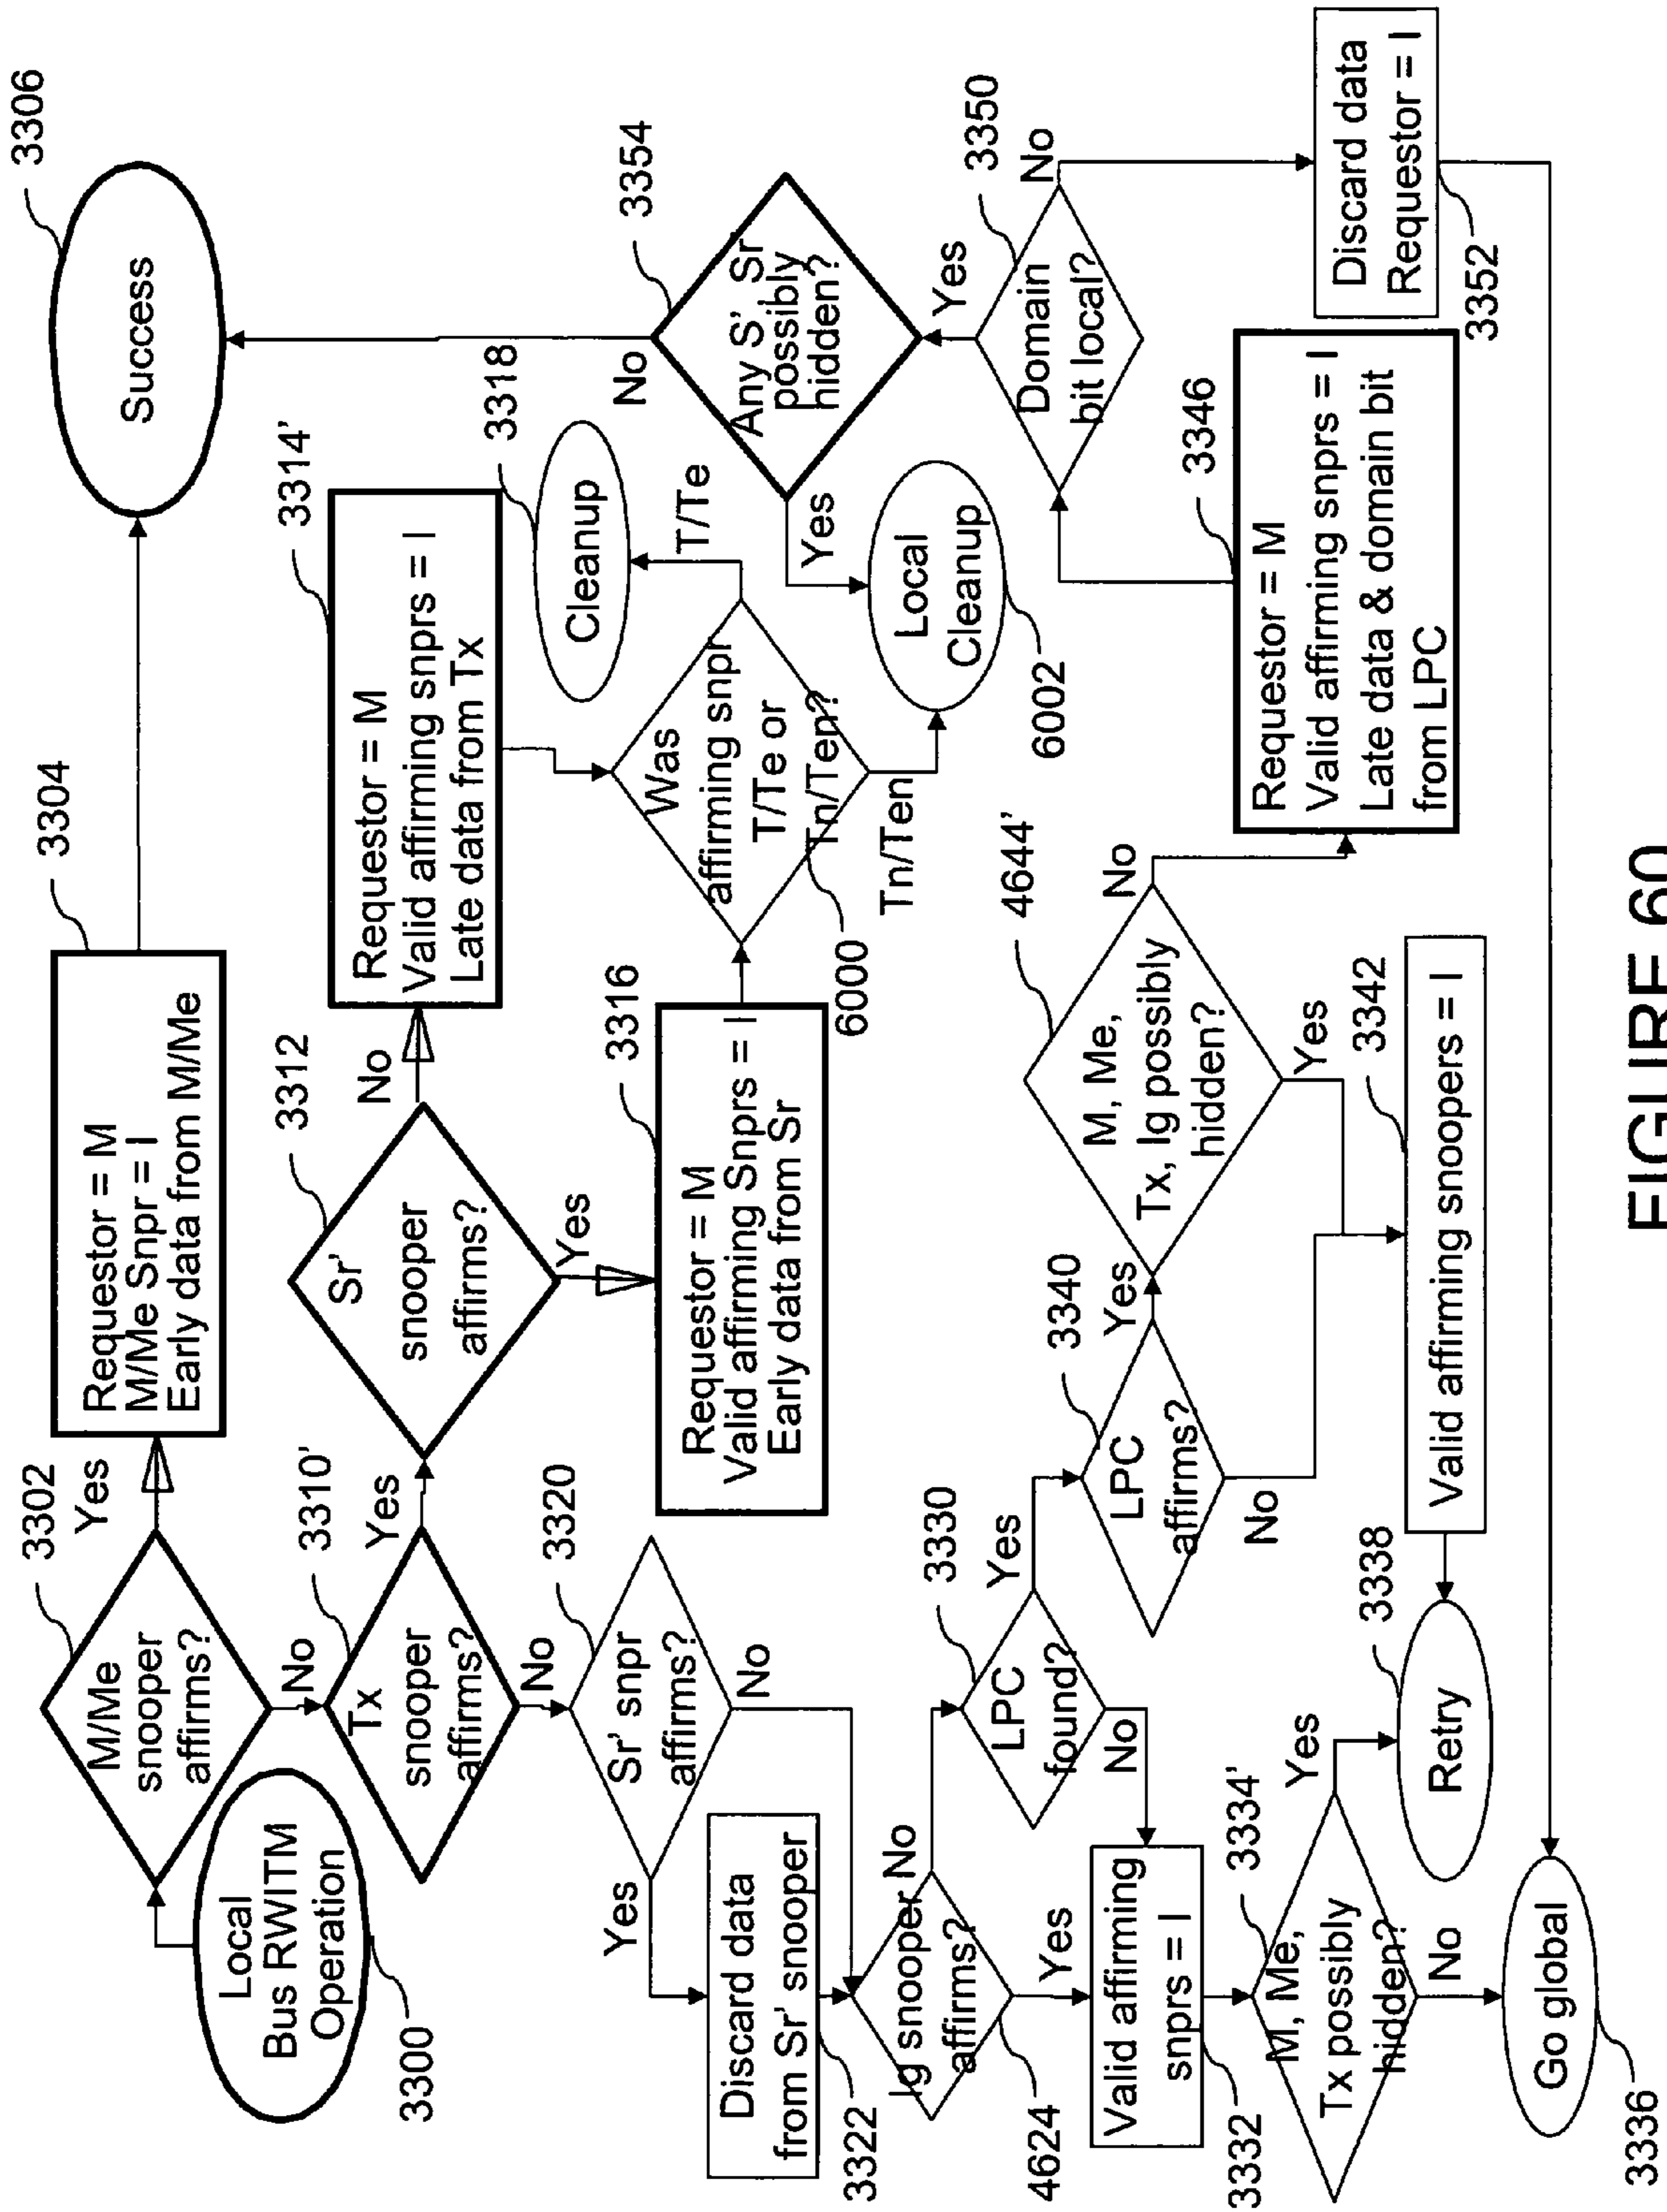 3300
Local
Bus RWITM
Operation
3302
M/Me
snooper
affirms?
Yes
No
3304
Requestor = M
M/Me Snpr = I
Early data from M/Me
3306
Success
3310'
Tx
snooper
affirms?
Yes
No
3312
Sr'
snooper
affirms?
No
Yes
3314'
Requestor = M
Valid affirming snprs = I
Late data from Tx
3316
Requestor = M
Valid affirming Snprs = I
Early data from Sr
6000
Was
affirming snpr
T/Te or
Tn/Ten?
T/Te
Tn/Ten
3318
Cleanup
6002
Local
Cleanup
3354
Any S' Sr
possibly
hidden?
No
Yes
3320
Sr' snpr
affirms?
Yes
No
3322
Discard data
from Sr' snooper
4624
Ig snooper
affirms?
No
Yes
3330
LPC
found?
Yes
No
3332
Valid affirming
snprs = I
3334'
M, Me,
Tx possibly
hidden?
Yes
No
3336
Go global
3338
Retry
3340
LPC
affirms?
Yes
No
3342
Valid affirming snoopers = I
4644'
M, Me,
Tx, Ig possibly
hidden?
No
Yes
3346
Requestor = M
Valid affirming snprs = I
Late data & domain bit
from LPC
3350
Domain
bit local?
Yes
No
3352
Discard data
Requestor = I
FIGURE 60